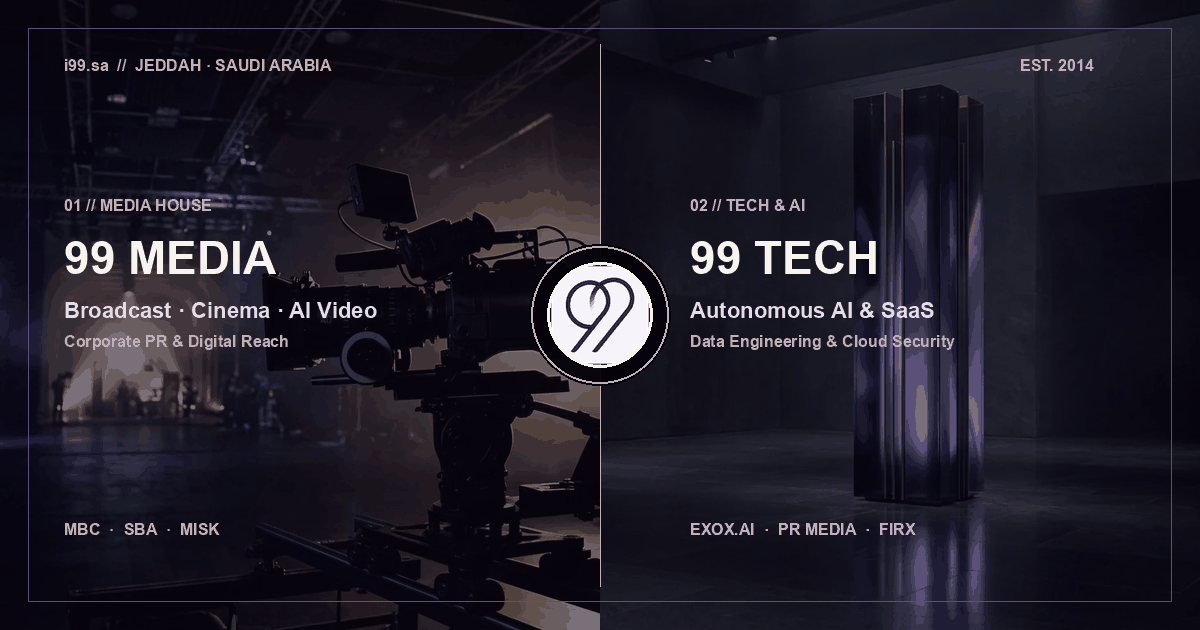 i99.sa // JEDDAH · SAUDI ARABIA
EST. 2014
01 // MEDIA HOUSE
99 MEDIA
Broadcast · Cinema · AI Video
Corporate PR & Digital Reach
MBC · SBA · MISK
99
02 // TECH & AI
99 TECH
Autonomous AI & SaaS
Data Engineering & Cloud Security
EXOX.AI · PR MEDIA · FIRX